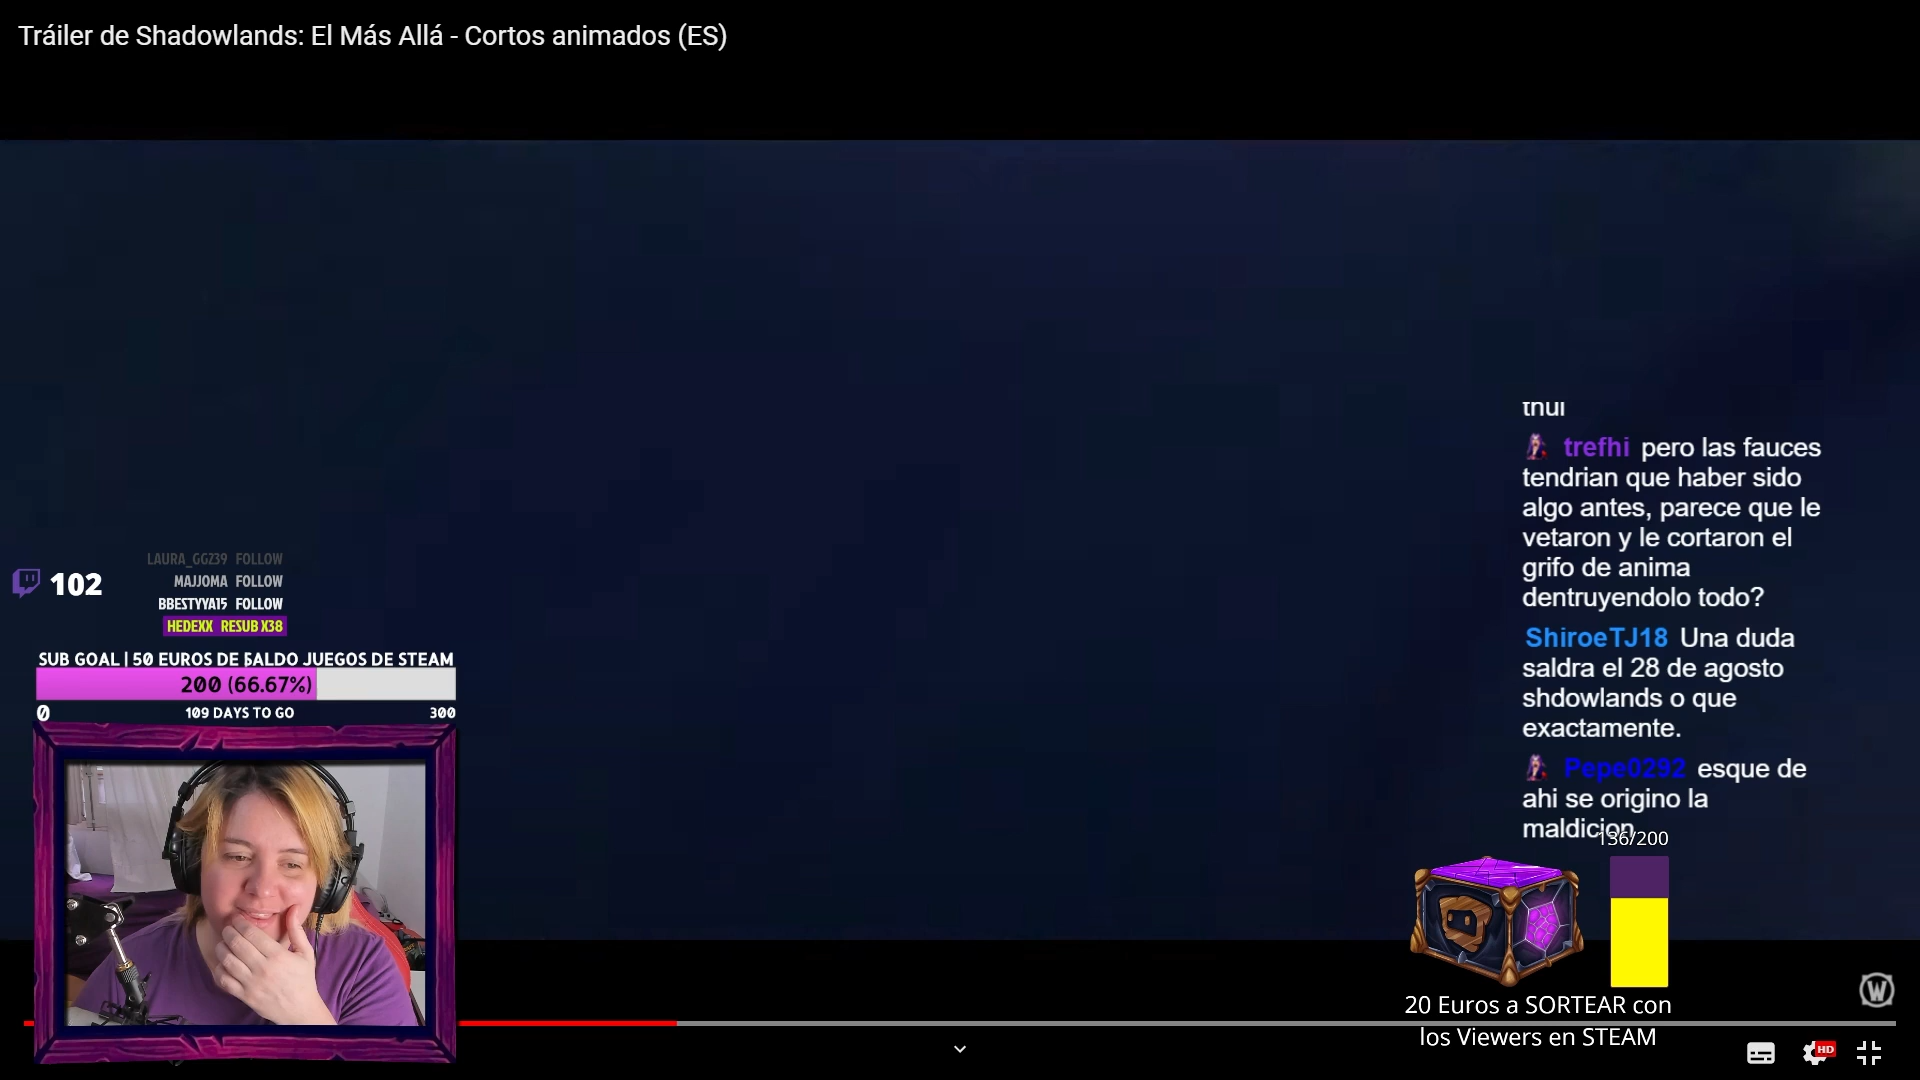 Tráiler de Shadowlands: El Más Allá - Cortos animados (ES)
thul
trefhi pero las fauces
tendrian que haber sido
algo antes, parece que le
vetaron y le cortaron el
grifo de anima
dentruyendolo todo?
ShiroeTJ18 Una duda
saldra el 28 de agosto
shdowlands o que
exactamente.
Pepe0292 esque de
ahi se origino la
maldicion
136/200
20 Euros a SORTEAR con
los Viewers en STEAM
HD
LAURA_GGZ39 FOLLOW
102
MAJJOMA FOLLOW
BBESTYYA15 FOLLOW
HEDEXX RESUB X38
SUB GOAL | 50 EUROS DE SALDO JUEGOS DE STEAM
200 (66.67%)
0 109 DAYS TO GO 300